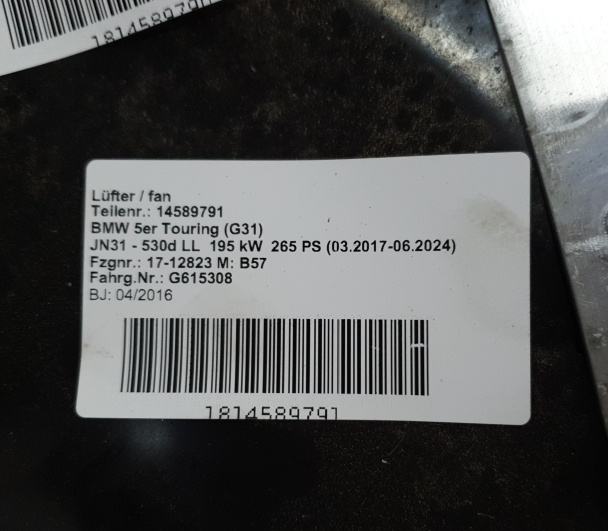 1814589791
Lüfter / fan
Teilenr.: 14589791
BMW 5er Touring (G31)
JN31 - 530d LL 195 kW 265 PS (03.2017-06.2024)
Fzgnr.: 17-12823 M: B57
Fahrg.Nr.: G615308
BJ: 04/2016
1814589791